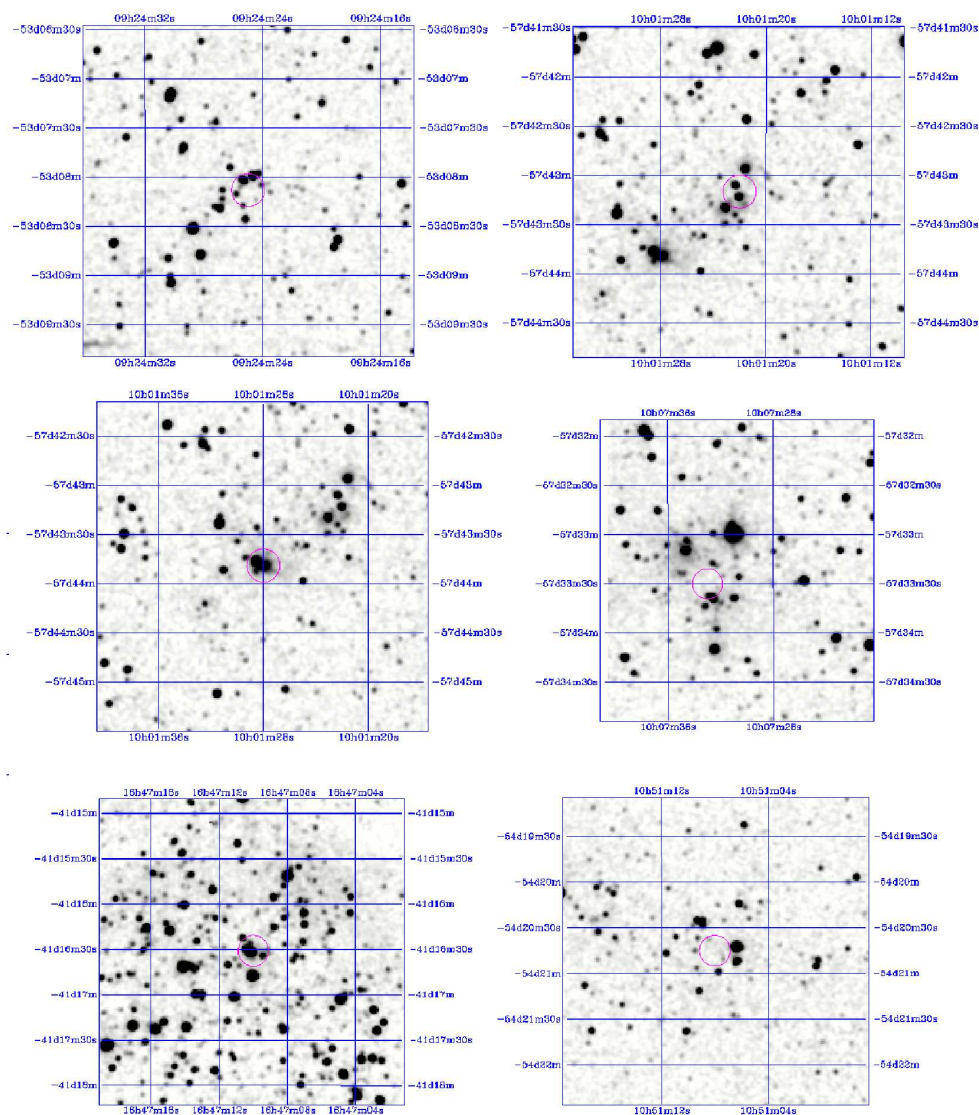 09h24m32s 09h24m24s 09h24m16s
-53d06m30s -53d06m30s
-53d07m -53d07m
-53d07m30s -53d07m30s
-53d08m -53d08m
-53d08m30s -53d08m30s
-53d09m -53d09m
-53d09m30s -53d09m30s
09h24m32s 09h24m24s 09h24m16s
10h01m28s 10h01m20s 10h01m12s
-57d41m30s -57d41m30s
-57d42m -57d42m
-57d42m30s -57d42m30s
-57d43m -57d43m
-57d43m30s -57d43m30s
-57d44m -57d44m
-57d44m30s -57d44m30s
10h01m28s 10h01m20s 10h01m12s
10h01m36s 10h01m28s 10h01m20s
-57d42m30s -57d42m30s
-57d43m -57d43m
-57d43m30s -57d43m30s
-57d44m -57d44m
-57d44m30s -57d44m30s
-57d45m -57d45m
10h01m36s 10h01m28s 10h01m20s
10h07m36s 10h07m28s
-57d32m -57d32m
-57d32m30s -57d32m30s
-57d33m -57d33m
-57d33m30s -57d33m30s
-57d34m -57d34m
-57d34m30s -57d34m30s
10h07m36s 10h07m28s
16h47m16s 16h47m12s 16h47m08s 16h47m04s
-41d15m -41d15m
-41d15m30s -41d15m30s
-41d16m -41d16m
-41d16m30s -41d16m30s
-41d17m -41d17m
-41d17m30s -41d17m30s
-41d18m -41d18m
16h47m16s 16h47m12s 16h47m08s 16h47m04s
10h51m12s 10h51m04s
-54d19m30s -54d19m30s
-54d20m -54d20m
-54d20m30s -54d20m30s
-54d21m -54d21m
-54d21m30s -54d21m30s
-54d22m -54d22m
10h51m12s 10h51m04s